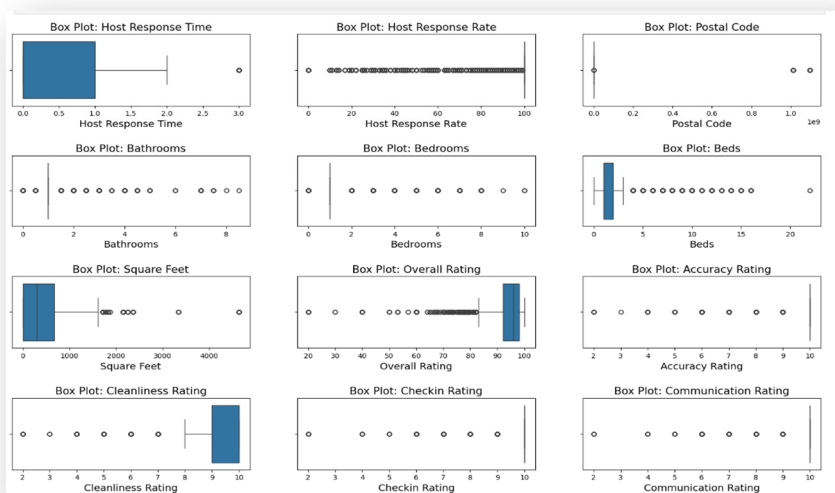 Box Plot: Host Response Time
0.0 0.5 1.0 1.5 2.0 2.5 3.0
Host Response Time
Box Plot: Host Response Rate
0 20 40 60 80 100
Host Response Rate
Box Plot: Postal Code
0.0 0.2 0.4 0.6 0.8 1.0
1e9
Postal Code
Box Plot: Bathrooms
0 2 4 6 8
Bathrooms
Box Plot: Bedrooms
0 2 4 6 8 10
Bedrooms
Box Plot: Beds
0 5 10 15 20
Beds
Box Plot: Square Feet
0 1000 2000 3000 4000
Square Feet
Box Plot: Overall Rating
20 30 40 50 60 70 80 90 100
Overall Rating
Box Plot: Accuracy Rating
2 3 4 5 6 7 8 9 10
Accuracy Rating
Box Plot: Cleanliness Rating
2 3 4 5 6 7 8 9 10
Cleanliness Rating
Box Plot: Checkin Rating
2 3 4 5 6 7 8 9 10
Checkin Rating
Box Plot: Communication Rating
2 3 4 5 6 7 8 9 10
Communication Rating